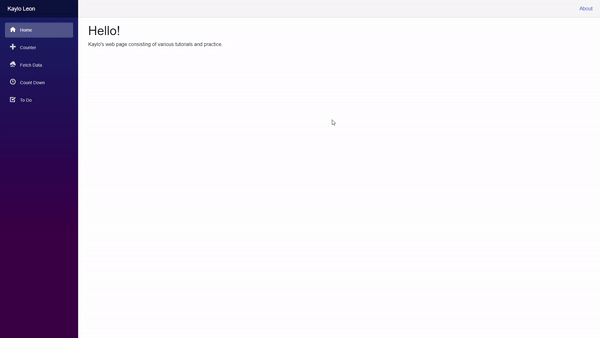 Kaylo Leon
About
Home
Counter
Fetch Data
Count Down
To Do
Hello!
Kaylo's web page consisting of various tutorials and practice.